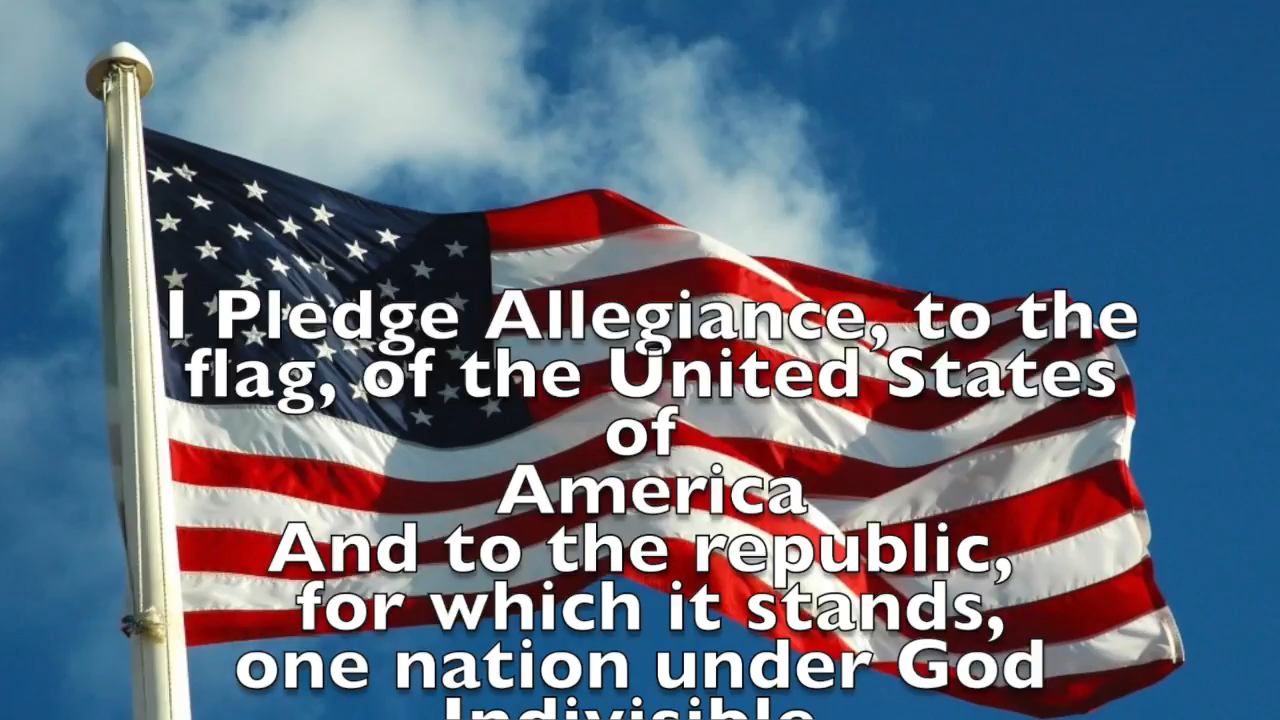 I Pledge Allegiance, to the
flag, of the United States
of
America
And to the republic,
for which it stands,
one nation under God
Indivisible